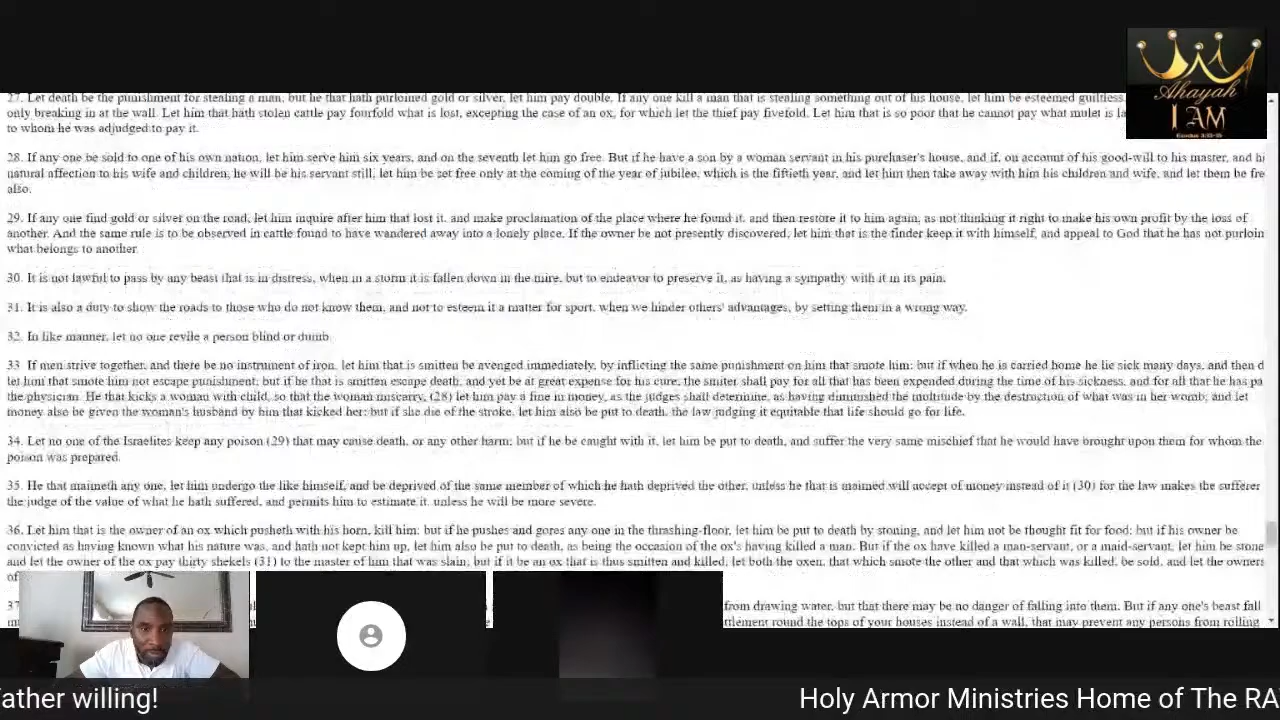 Ahayah
I AM
Exodus 3:13-15
27. Let death be the punishment for stealing a man, but he that hath purloined gold or silver, let him pay double. If any one kill a man that is stealing something out of his house, let him be esteemed guiltless,
only breaking in at the wall. Let him that hath stolen cattle pay fourfold what is lost, excepting the case of an ox, for which let the thief pay fivefold. Let him that is so poor that he cannot pay what mulct is
to whom he was adjudged to pay it.
28. If any one be sold to one of his own nation, let him serve him six years, and on the seventh let him go free. But if he have a son by a woman servant in his purchaser's house, and if, on account of his good-will to his master, and hi
natural affection to his wife and children, he will be his servant still, let him be set free only at the coming of the year of jubilee, which is the fiftieth year, and let him then take away with him his children and wife, and let them be fre
also.
29. If any one find gold or silver on the road, let him inquire after him that lost it, and make proclamation of the place where he found it, and then restore it to him again, as not thinking it right to make his own profit by the loss of
another. And the same rule is to be observed in cattle found to have wandered away into a lonely place. If the owner be not presently discovered, let him that is the finder keep it with himself, and appeal to God that he has not purloin
what belongs to another.
30. It is not lawful to pass by any beast that is in distress, when in a storm it is fallen down in the mire, but to endeavor to preserve it, as having a sympathy with it in its pain.
31. It is also a duty to show the roads to those who do not know them, and not to esteem it a matter for sport, when we hinder others' advantages, by setting them in a wrong way.
32. In like manner, let no one revile a person blind or dumb.
33. If men strive together, and there be no instrument of iron, let him that is smitten be avenged immediately, by inflicting the same punishment on him that smote him: but if when he is carried home he lie sick many days, and then d
let him that smote him not escape punishment; but if he that is smitten escape death, and yet be at great expense for his cure, the smiter shall pay for all that has been expended during the time of his sickness, and for all that he has pa
the physician. He that kicks a woman with child, so that the woman miscarry, (28) let him pay a fine in money, as the judges shall determine, as having diminished the multitude by the destruction of what was in her womb; and let
money also be given the woman's husband by him that kicked her; but if she die of the stroke, let him also be put to death, the law judging it equitable that life should go for life.
34. Let no one of the Israelites keep any poison (29) that may cause death, or any other harm; but if he be caught with it, let him be put to death, and suffer the very same mischief that he would have brought upon them for whom the
poison was prepared.
35. He that maimeth any one, let him undergo the like himself, and be deprived of the same member of which he hath deprived the other, unless he that is maimed will accept of money instead of it (30) for the law makes the sufferer
the judge of the value of what he hath suffered, and permits him to estimate it, unless he will be more severe.
36. Let him that is the owner of an ox which pusheth with his horn, kill him: but if he pushes and gores any one in the thrashing-floor, let him be put to death by stoning, and let him not be thought fit for food: but if his owner be
convicted as having known what his nature was, and hath not kept him up, let him also be put to death, as being the occasion of the ox's having killed a man. But if the ox have killed a man-servant, or a maid-servant, let him be stone
and let the owner of the ox pay thirty shekels (31) to the master of him that was slain; but if it be an ox that is thus smitten and killed, let both the oxen, that which smote the other and that which was killed, be sold, and let the owners
of
37 from drawing water, but that there may be no danger of falling into them. But if any one's beast fall
round the tops of your houses instead of a wall, that may prevent any persons from rolling
ather willing!
Holy Armor Ministries Home of The RA